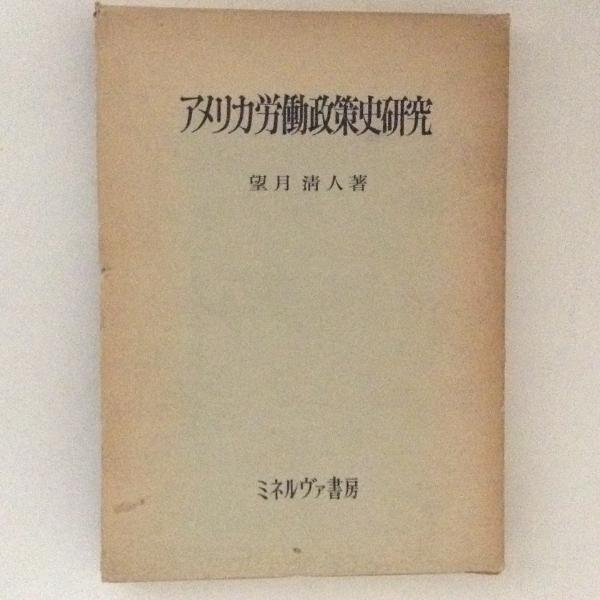 アメリカ労働政策史研究
望月清人著
ミネルヴァ書房